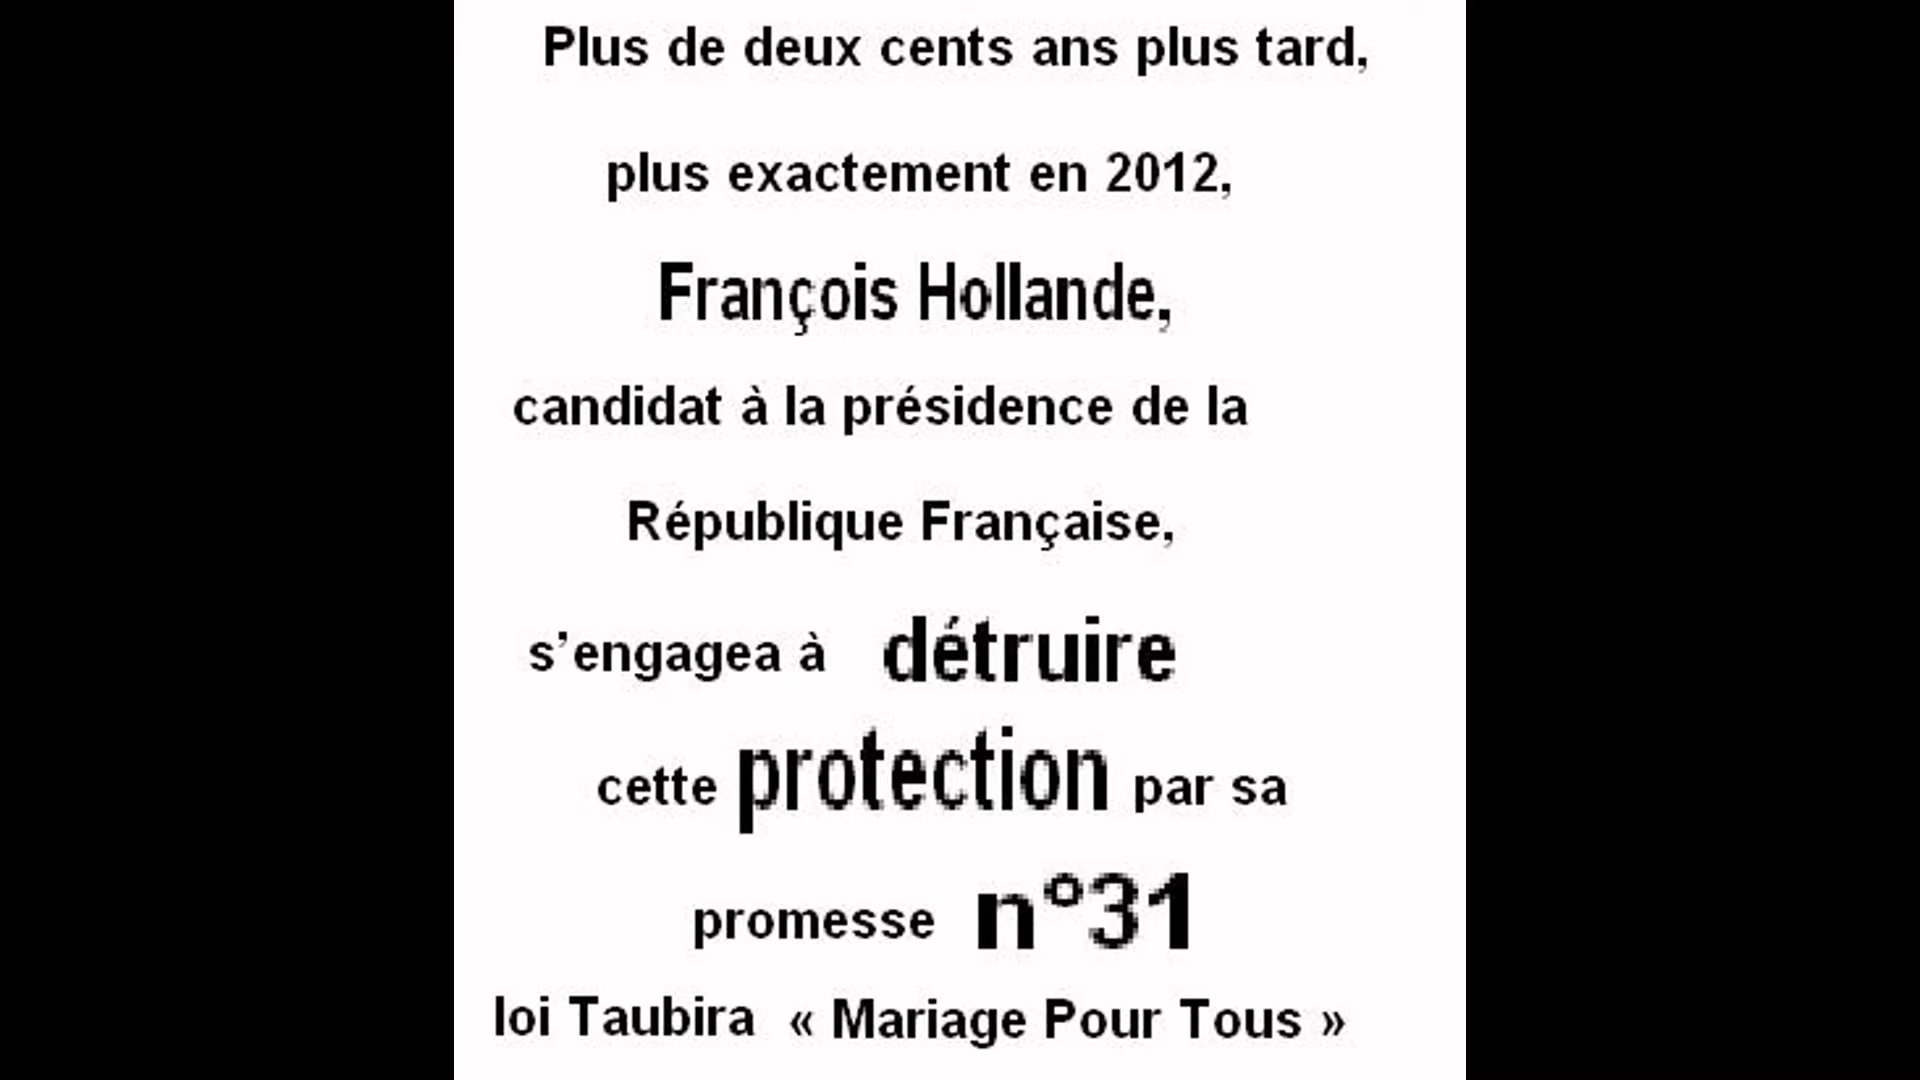 Plus de deux cents ans plus tard,
plus exactement en 2012,
François Hollande,
candidat à la présidence de la
République Française,
s’engagea à détruire
cette protection par sa
promesse n°31
loi Taubira « Mariage Pour Tous »